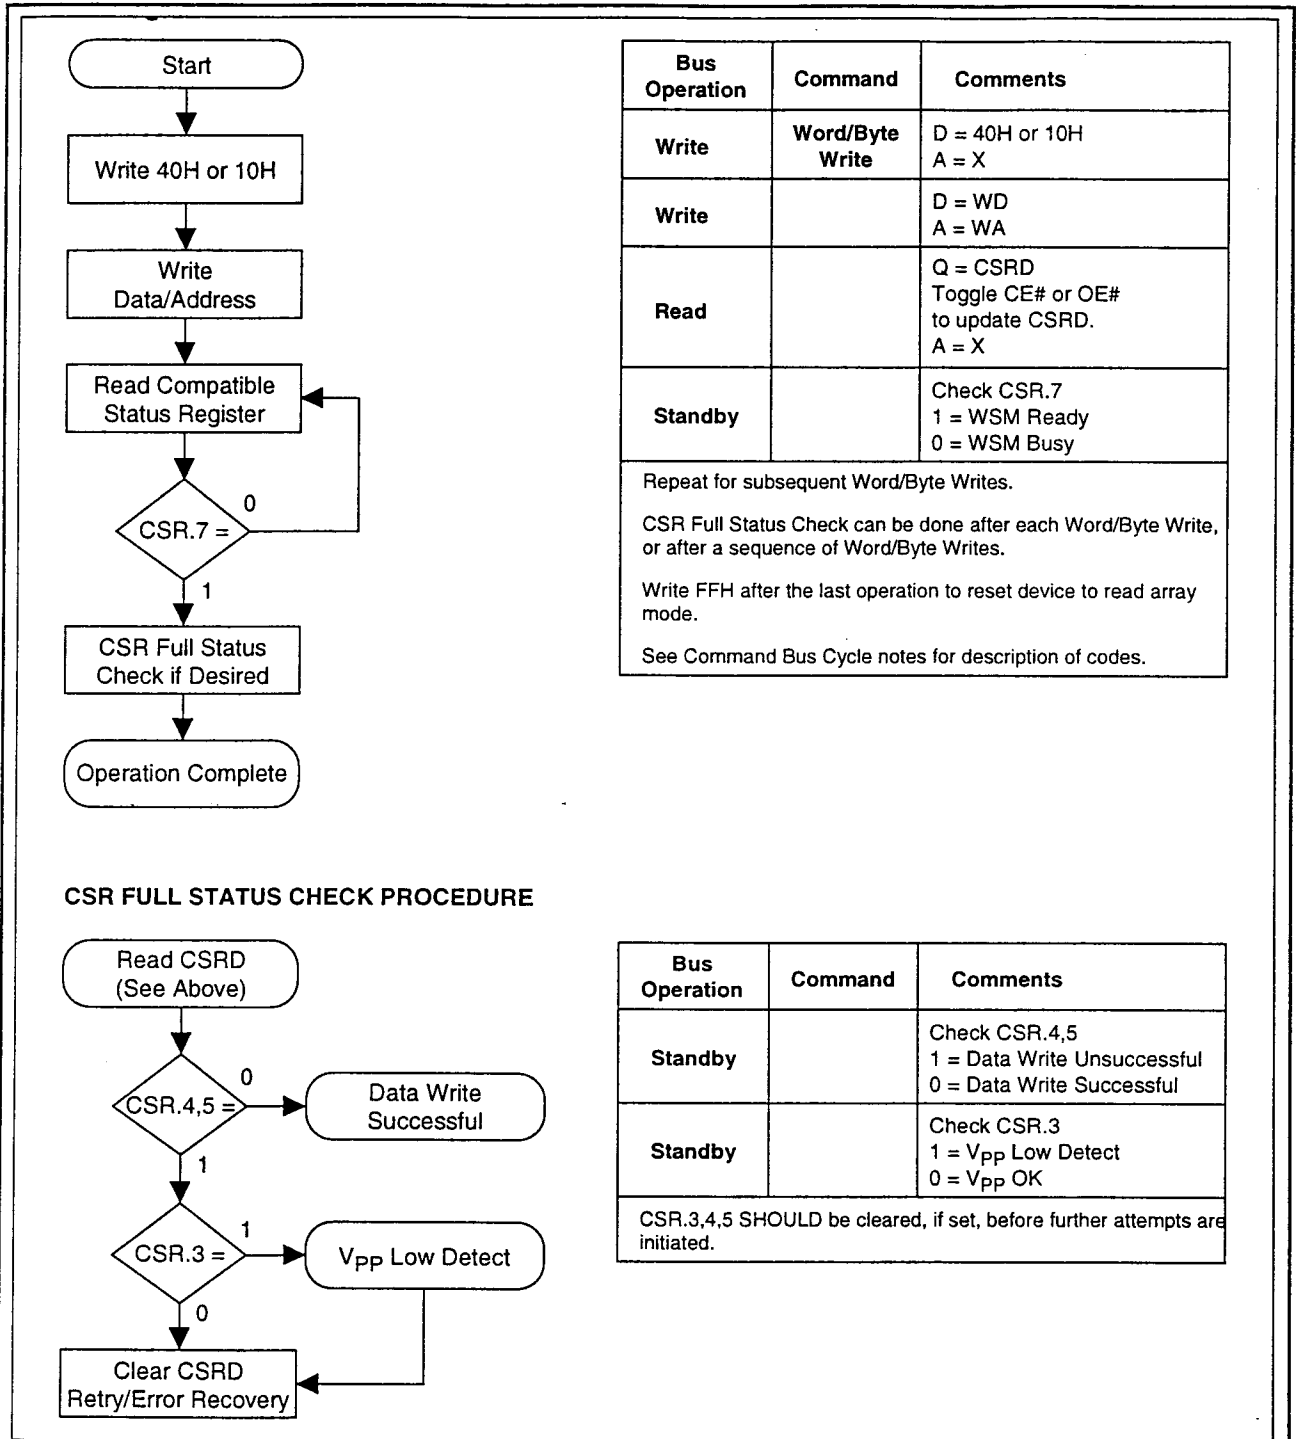 Start
Write 40H or 10H
Write
Data/Address
Read Compatible
Status Register
0
CSR.7 =
1
CSR Full Status
Check if Desired
Operation Complete
Bus
Operation
Command
Comments
Write
Word/Byte
Write
D = 40H or 10H
A = X
Write
D = WD
A = WA
Read
Q = CSRD
Toggle CE# or OE#
to update CSRD.
A = X
Standby
Check CSR.7
1 = WSM Ready
0 = WSM Busy
Repeat for subsequent Word/Byte Writes.
CSR Full Status Check can be done after each Word/Byte Write,
or after a sequence of Word/Byte Writes.
Write FFH after the last operation to reset device to read array
mode.
See Command Bus Cycle notes for description of codes.
CSR FULL STATUS CHECK PROCEDURE
Read CSRD
(See Above)
0
CSR.4,5 =
Data Write
Successful
1
1
CSR.3 =
VPP Low Detect
0
Clear CSRD
Retry/Error Recovery
Bus
Operation
Command
Comments
Standby
Check CSR.4,5
1 = Data Write Unsuccessful
0 = Data Write Successful
Standby
Check CSR.3
1 = VPP Low Detect
0 = VPP OK
CSR.3,4,5 SHOULD be cleared, if set, before further attempts are
initiated.